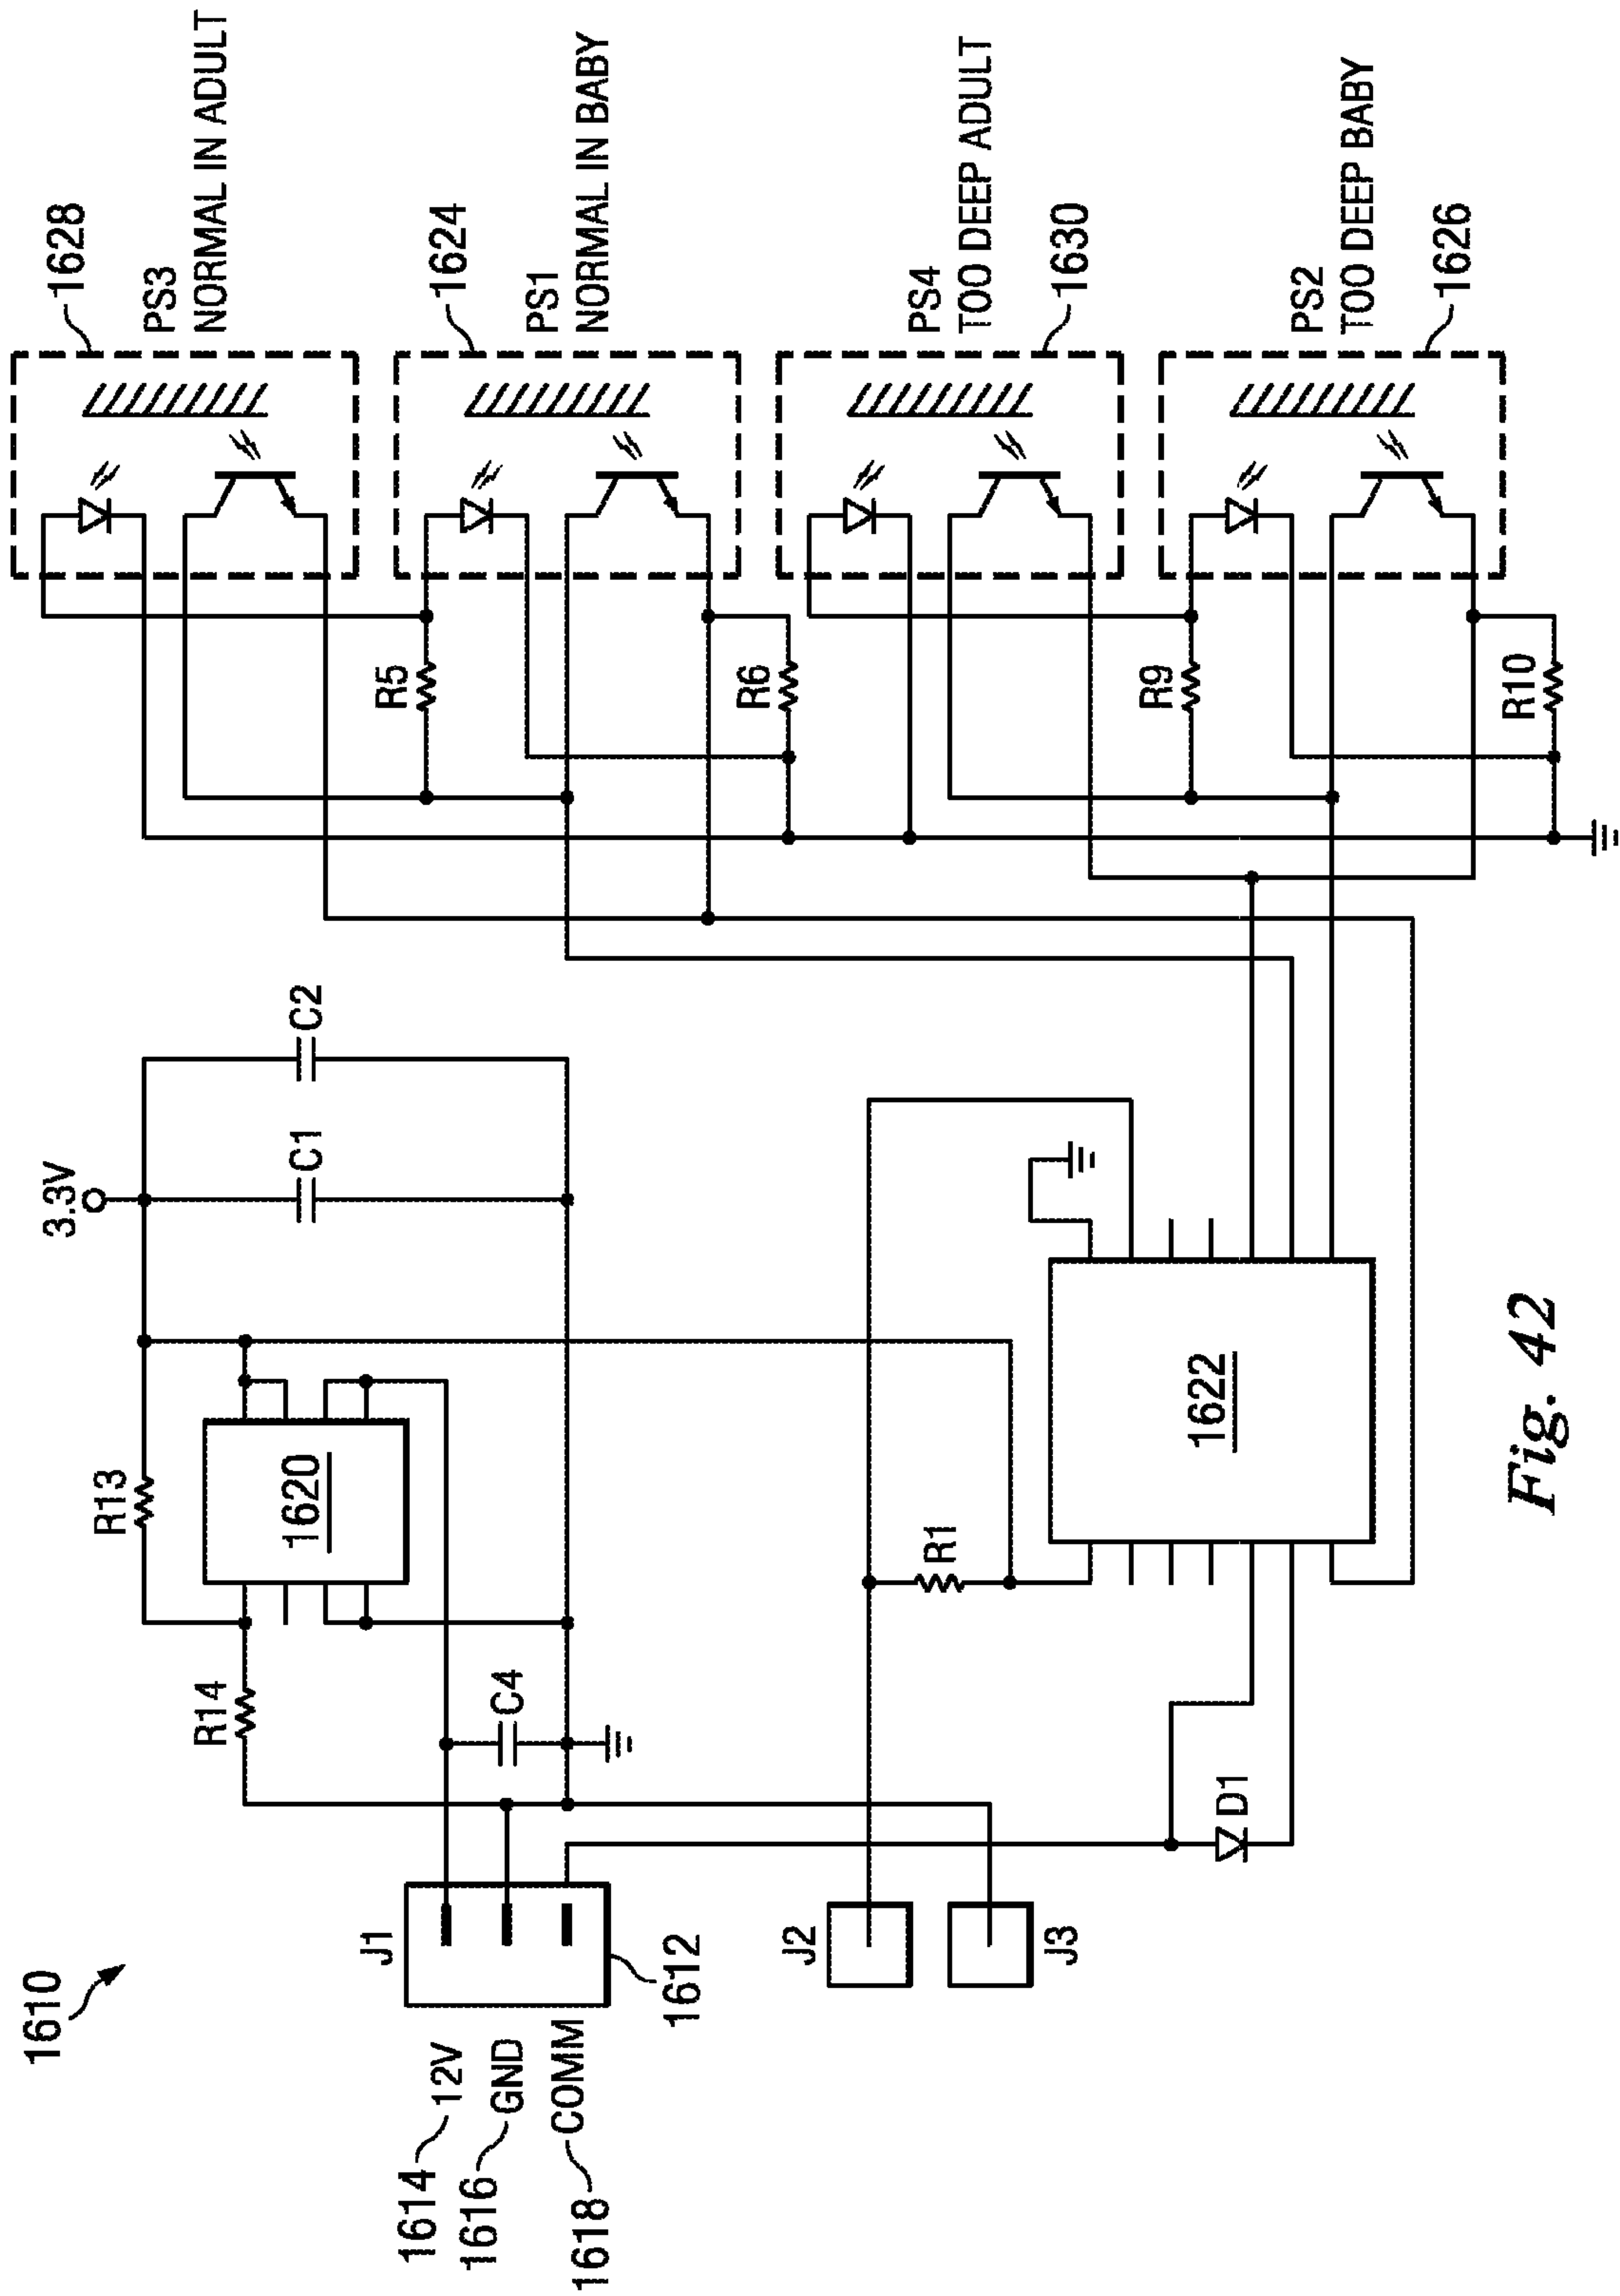 1610
J1
1614 12V
1616 GND
1618 COMM
1612
J2
J3
R14
R13
1620
C4
3.3V
C1
C2
R1
D1
1622
R5
R6
R9
R10
1628
PS3
NORMAL IN ADULT
1624
PS1
NORMAL IN BABY
PS4
TOO DEEP ADULT
1630
PS2
TOO DEEP BABY
1626
Fig. 42